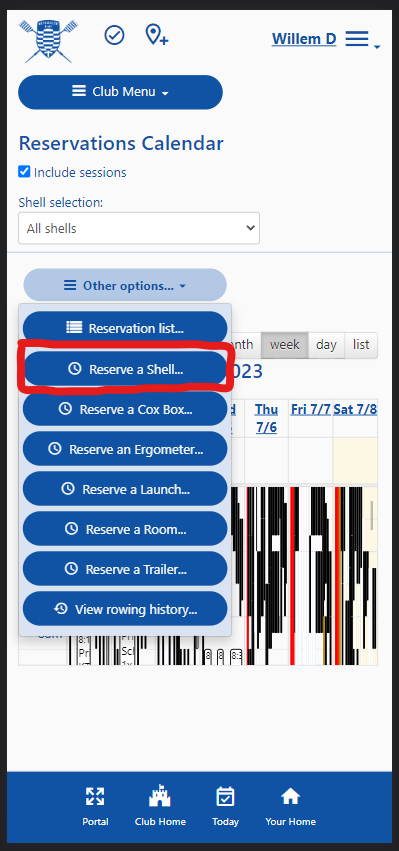 Willem D
Club Menu
Reservations Calendar
Include sessions
Shell selection:
All shells
Other options...
Reservation list...
Reserve a Shell...
Reserve a Cox Box...
Reserve an Ergometer...
Reserve a Launch...
Reserve a Room...
Reserve a Trailer...
View rowing history...
week day list
023
Thu
7/6
Fri 7/7
Sat 7/8
Portal
Club Home
Today
Your Home